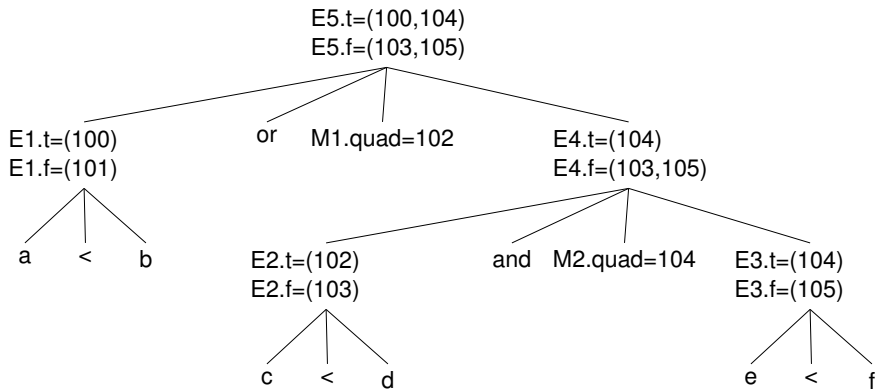 E5.t=(100,104)
E5.f=(103,105)
E1.t=(100)
E1.f=(101)
or
M1.quad=102
E4.t=(104)
E4.f=(103,105)
a
<
b
E2.t=(102)
E2.f=(103)
and
M2.quad=104
E3.t=(104)
E3.f=(105)
c
<
d
e
<
f